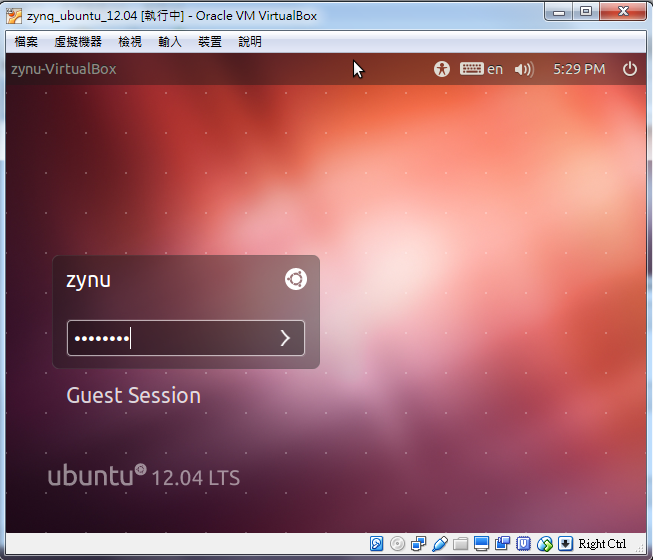 zynq_ubuntu_12.04 [執行中] - Oracle VM VirtualBox
檔案 虛擬機器 檢視 輸入 裝置 說明
zynu-VirtualBox en 5:29 PM
zynu
••••••••
Guest Session
ubuntu 12.04 LTS
Right Ctrl